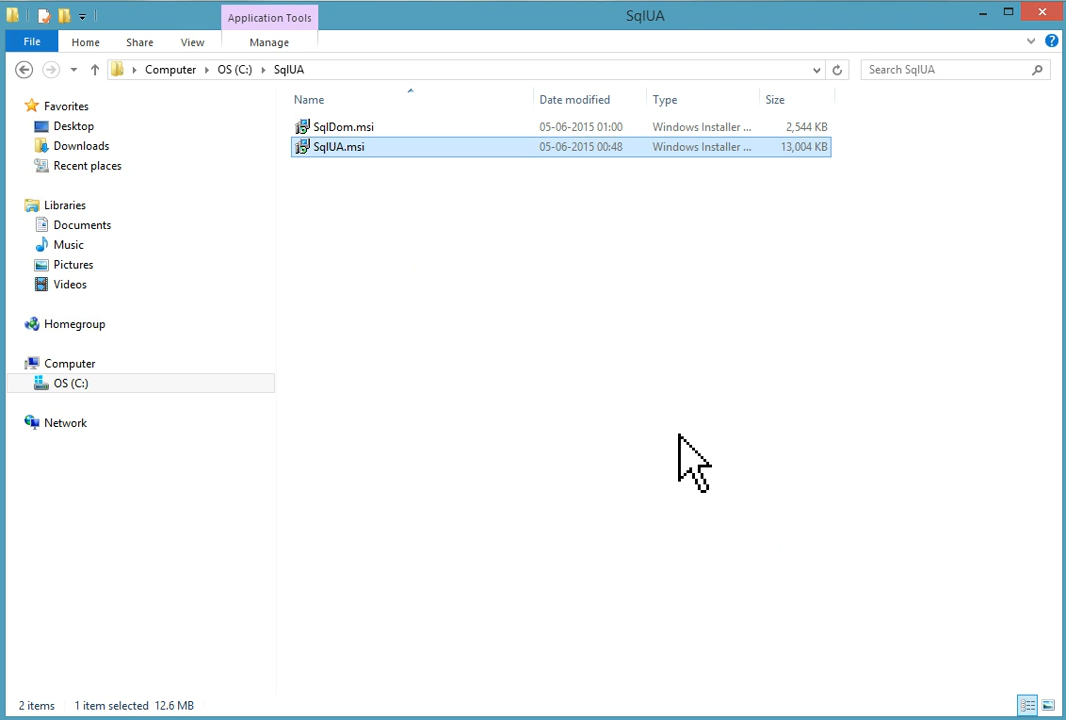 Application Tools
SqlUA
File Home Share View Manage
Computer OS (C:) SqlUA
Search SqlUA
Name Date modified Type Size
SqlDom.msi 05-06-2015 01:00 Windows Installer ... 2,544 KB
SqlUA.msi 05-06-2015 00:48 Windows Installer ... 13,004 KB
Favorites
Desktop
Downloads
Recent places
Libraries
Documents
Music
Pictures
Videos
Homegroup
Computer
OS (C:)
Network
2 items 1 item selected 12.6 MB